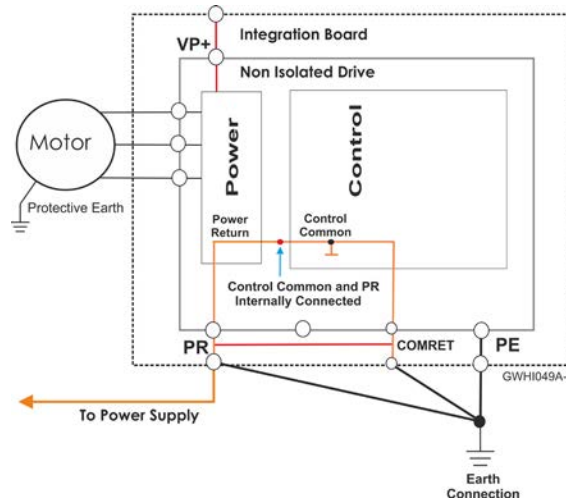 Integration Board
VP+
Non Isolated Drive
Motor
Power
Control
Protective Earth
Power
Return
Control
Common
Control Common and PR
Internally Connected
PR
COMRET
PE
GWHI049A-
To Power Supply
Earth
Connection